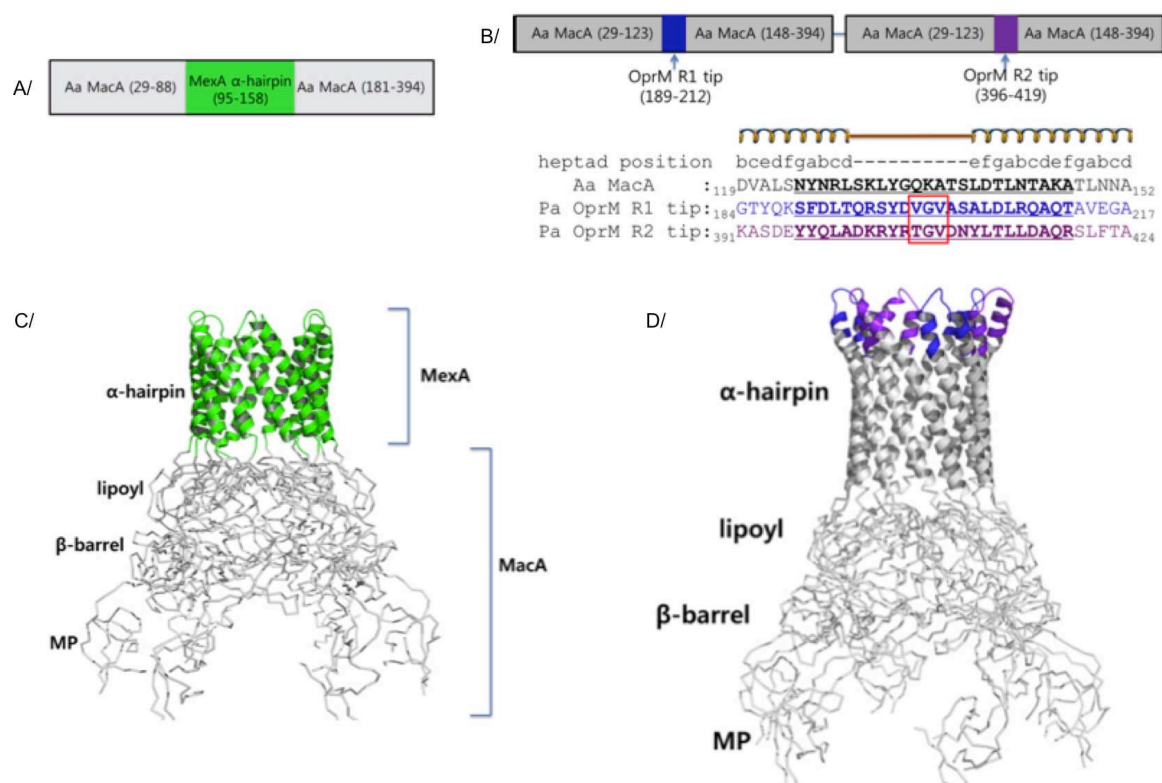 A/
Aa MacA (29-88)
MexA α-hairpin
(95-158)
Aa MacA (181-394)
B/
Aa MacA (29-123)
Aa MacA (148-394)
Aa MacA (29-123)
Aa MacA (148-394)
OprM R1 tip
(189-212)
OprM R2 tip
(396-419)
heptad position bcedfgabcd-----------efgabcdefgabcd
Aa MacA :119DVALSNYNRLSKLYGQKATSLDTLNTAKATLNNA152
Pa OprM R1 tip:184GTYQKSFDLTQRSYDVGVASALDLRQAQTAVEGA217
Pa OprM R2 tip:391KASDEYYQLADKRYRTGVDNYLTLLDAQRSLFTA424
C/
α-hairpin
MexA
lipoyl
β-barrel
MP
MacA
D/
α-hairpin
lipoyl
β-barrel
MP